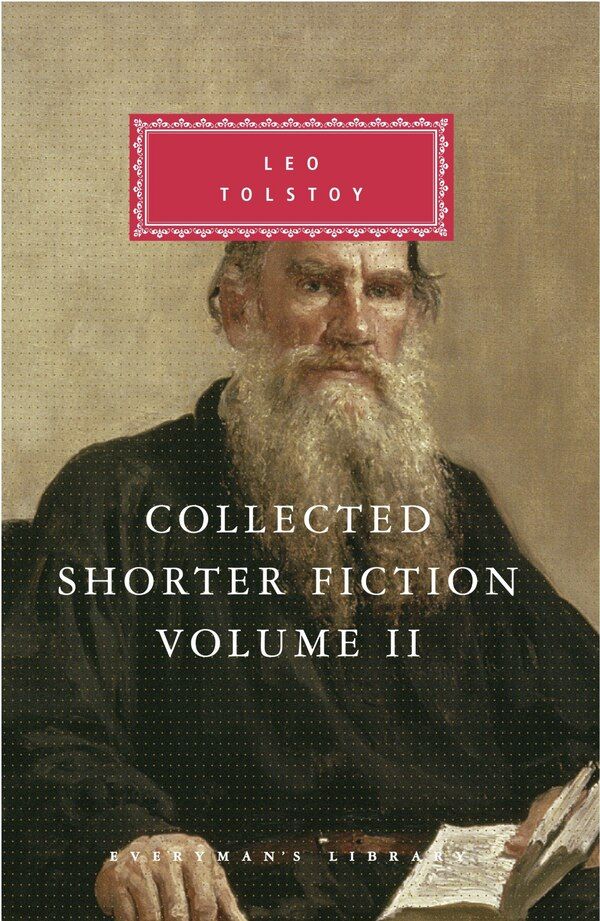 LEO
TOLSTOY
COLLECTED
SHORTER FICTION
VOLUME II
EVERYMAN'S LIBRARY